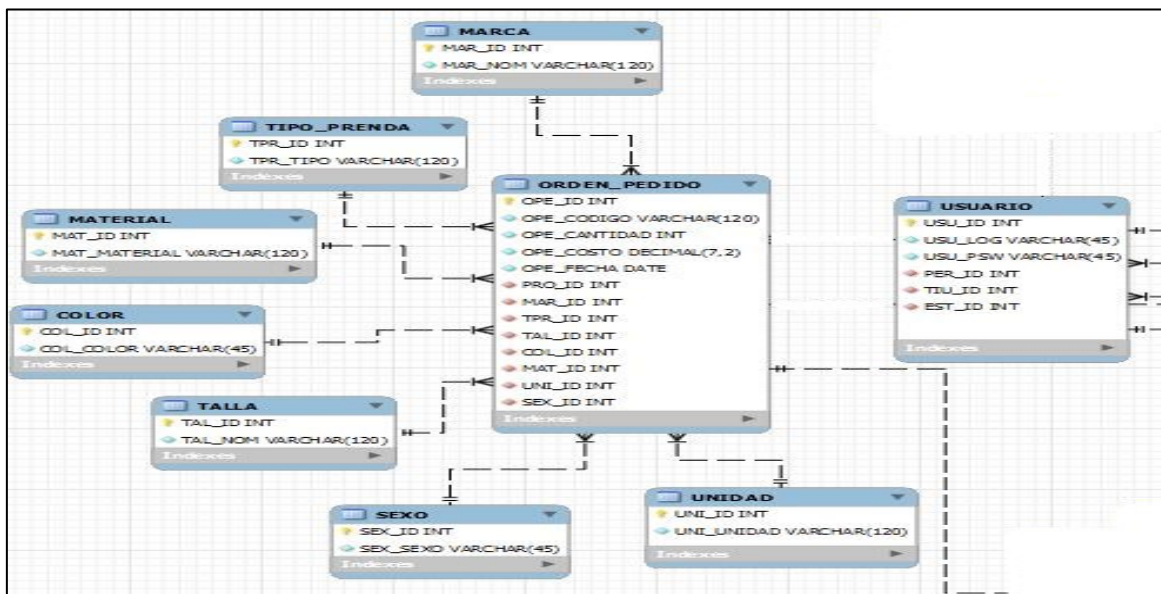 MARCA
MAR_ID INT
MAR_NOM VARCHAR(120)
Indexes
TIPO_PRENDA
TPR_ID INT
TPR_TIPO VARCHAR(120)
Indexes
MATERIAL
MAT_ID INT
MAT_MATERIAL VARCHAR(120)
Indexes
COLOR
COL_ID INT
COL_COLOR VARCHAR(45)
Indexes
TALLA
TAL_ID INT
TAL_NOM VARCHAR(120)
Indexes
SEXO
SEX_ID INT
SEX_SEXO VARCHAR(45)
Indexes
ORDEN_PEDIDO
OPE_ID INT
OPE_CODIGO VARCHAR(120)
OPE_CANTIDAD INT
OPE_COSTO DECIMAL(7,2)
OPE_FECHA DATE
PRO_ID INT
MAR_ID INT
TPR_ID INT
TAL_ID INT
COL_ID INT
MAT_ID INT
UNI_ID INT
SEX_ID INT
Indexes
UNIDAD
UNI_ID INT
UNI_UNIDAD VARCHAR(120)
Indexes
USUARIO
USU_ID INT
USU_LOG VARCHAR(45)
USU_PSW VARCHAR(45)
PER_ID INT
TIU_ID INT
EST_ID INT
Indexes